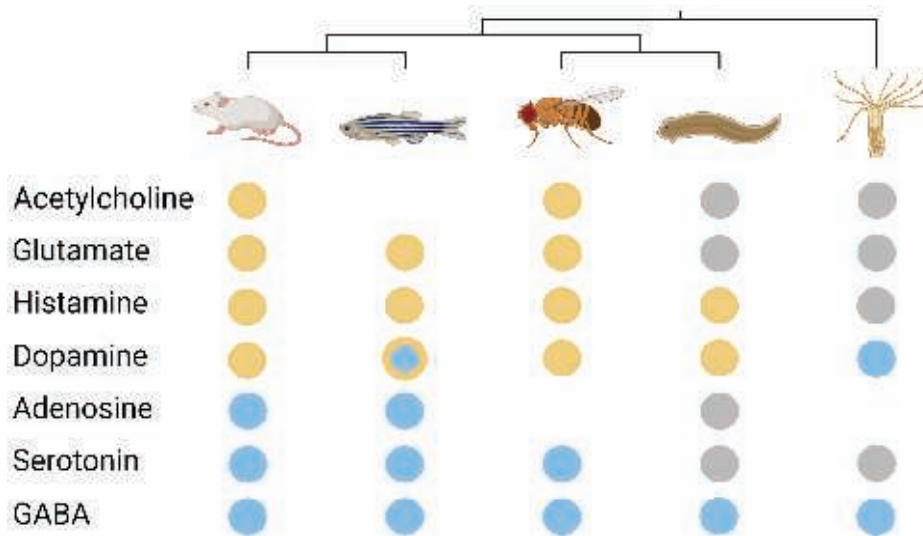 Acetylcholine
Glutamate
Histamine
Dopamine
Adenosine
Serotonin
GABA